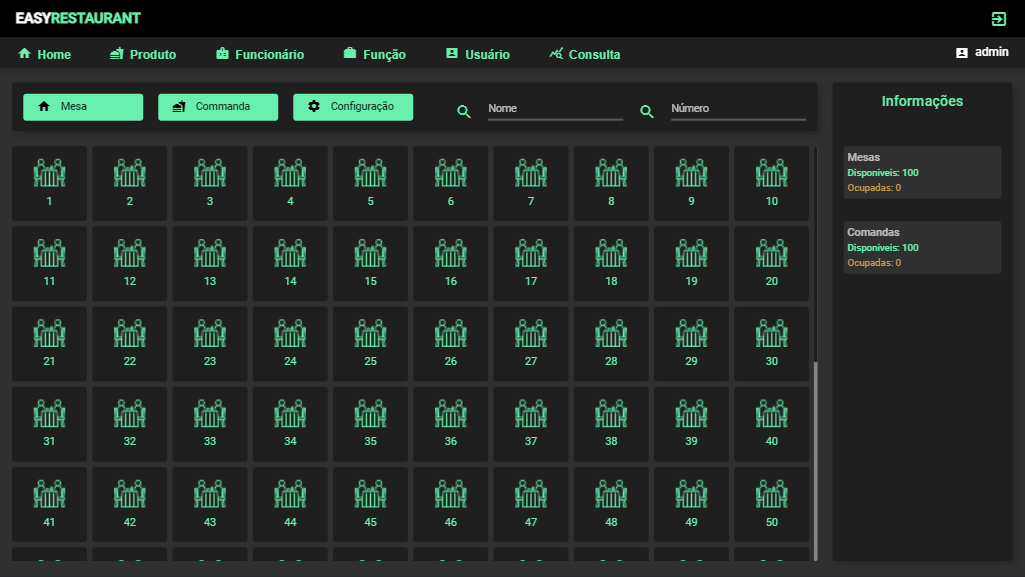 EASYRESTAURANT
Home Produto Funcionário Função Usuário Consulta admin
Mesa Commanda Configuração Nome Número
Informações
1 2 3 4 5 6 7 8 9 10
Mesas
Disponiveis: 100
Ocupadas: 0
11 12 13 14 15 16 17 18 19 20
Comandas
Disponiveis: 100
Ocupadas: 0
21 22 23 24 25 26 27 28 29 30
31 32 33 34 35 36 37 38 39 40
41 42 43 44 45 46 47 48 49 50